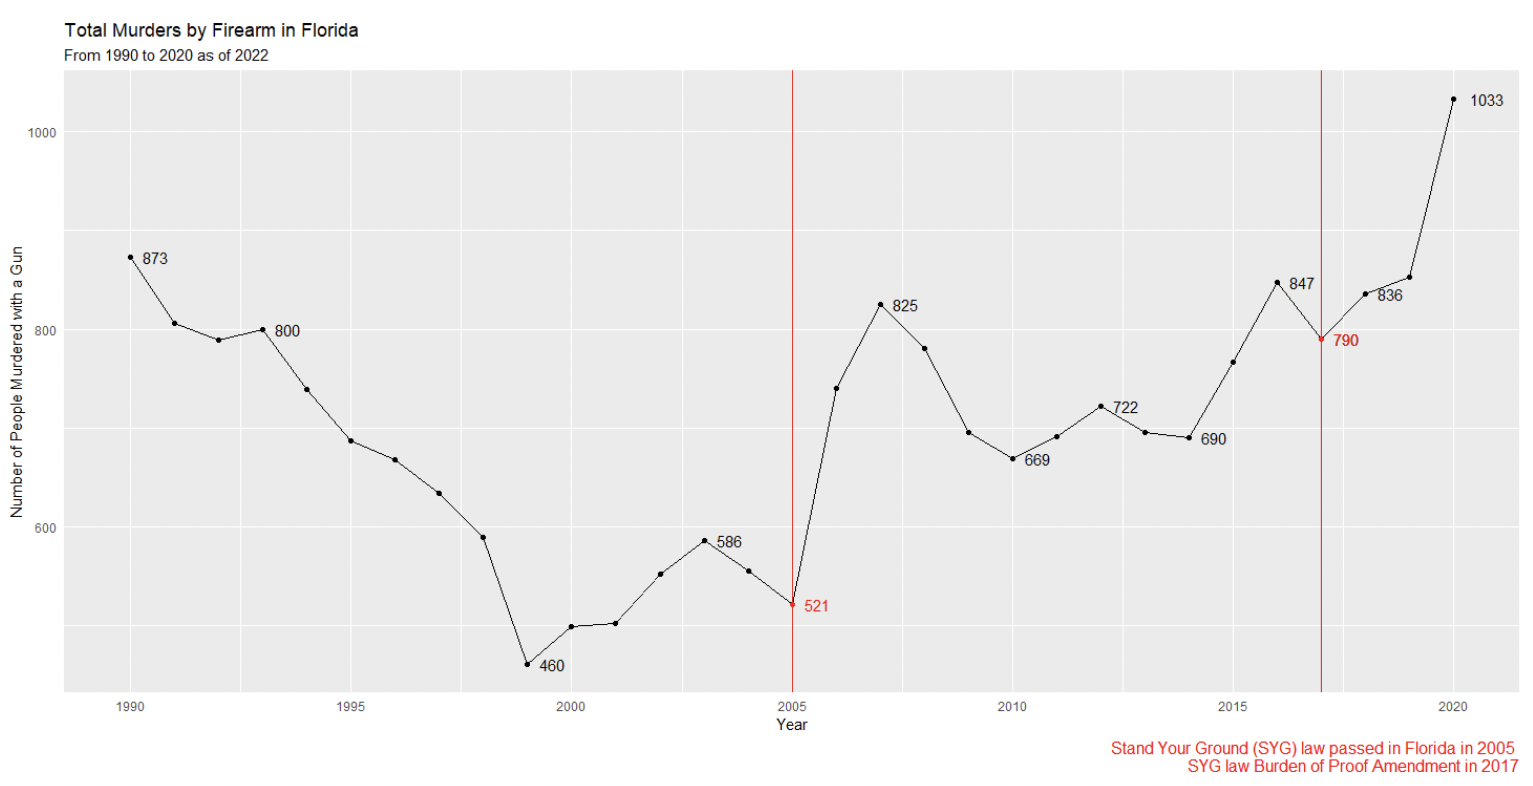 Total Murders by Firearm in Florida
From 1990 to 2020 as of 2022
Number of People Murdered with a Gun
1000
800
600
873
800
460
586
521
825
669
722
690
847
790
836
1033
1990 1995 2000 2005 2010 2015 2020
Year
Stand Your Ground (SYG) law passed in Florida in 2005
SYG law Burden of Proof Amendment in 2017